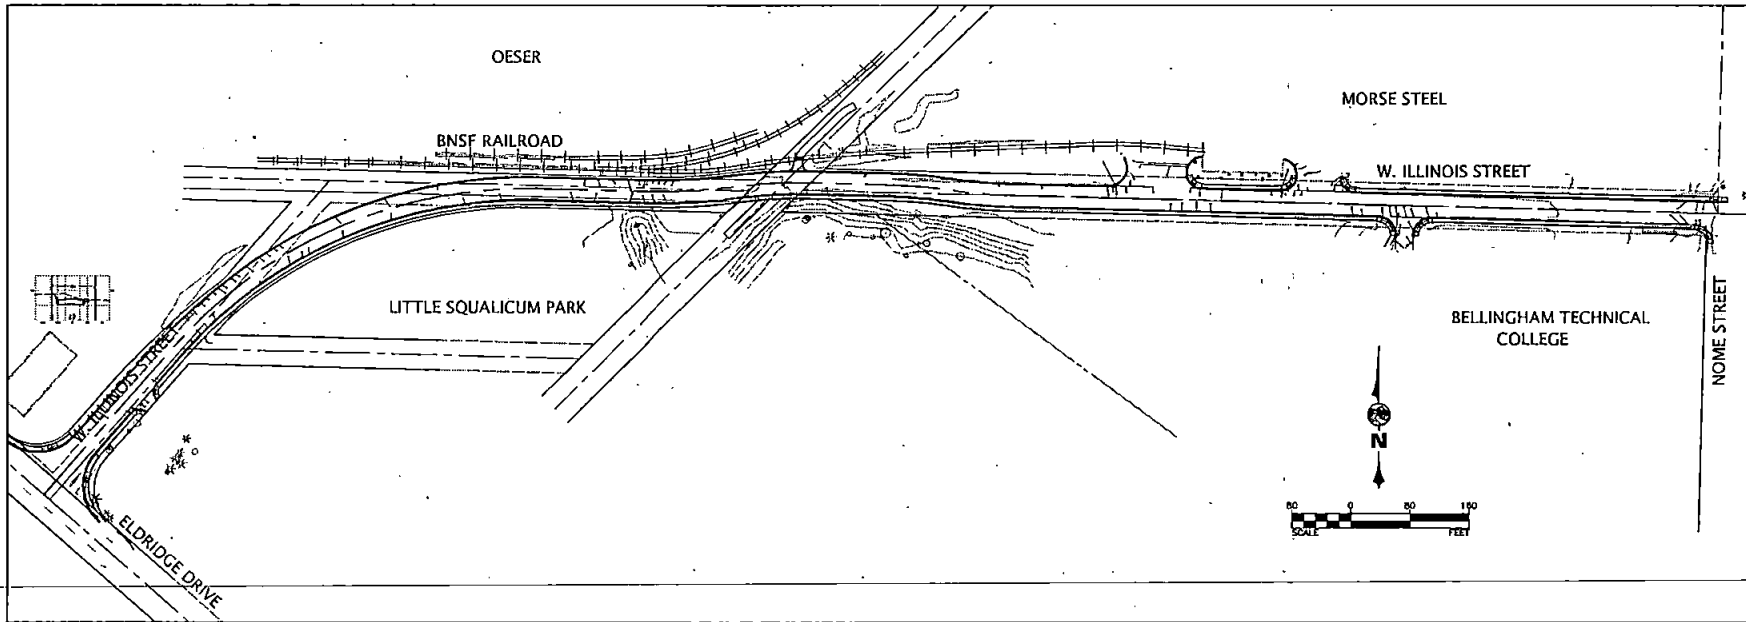 OESER
MORSE STEEL
BNSF RAILROAD
W. ILLINOIS STREET
LITTLE SQUALICUM PARK
BELLINGHAM TECHNICAL
COLLEGE
NOME STREET
W. ILLINOIS STREET
N
80 0 80 160
SCALE FEET
ELDRIDGE DRIVE